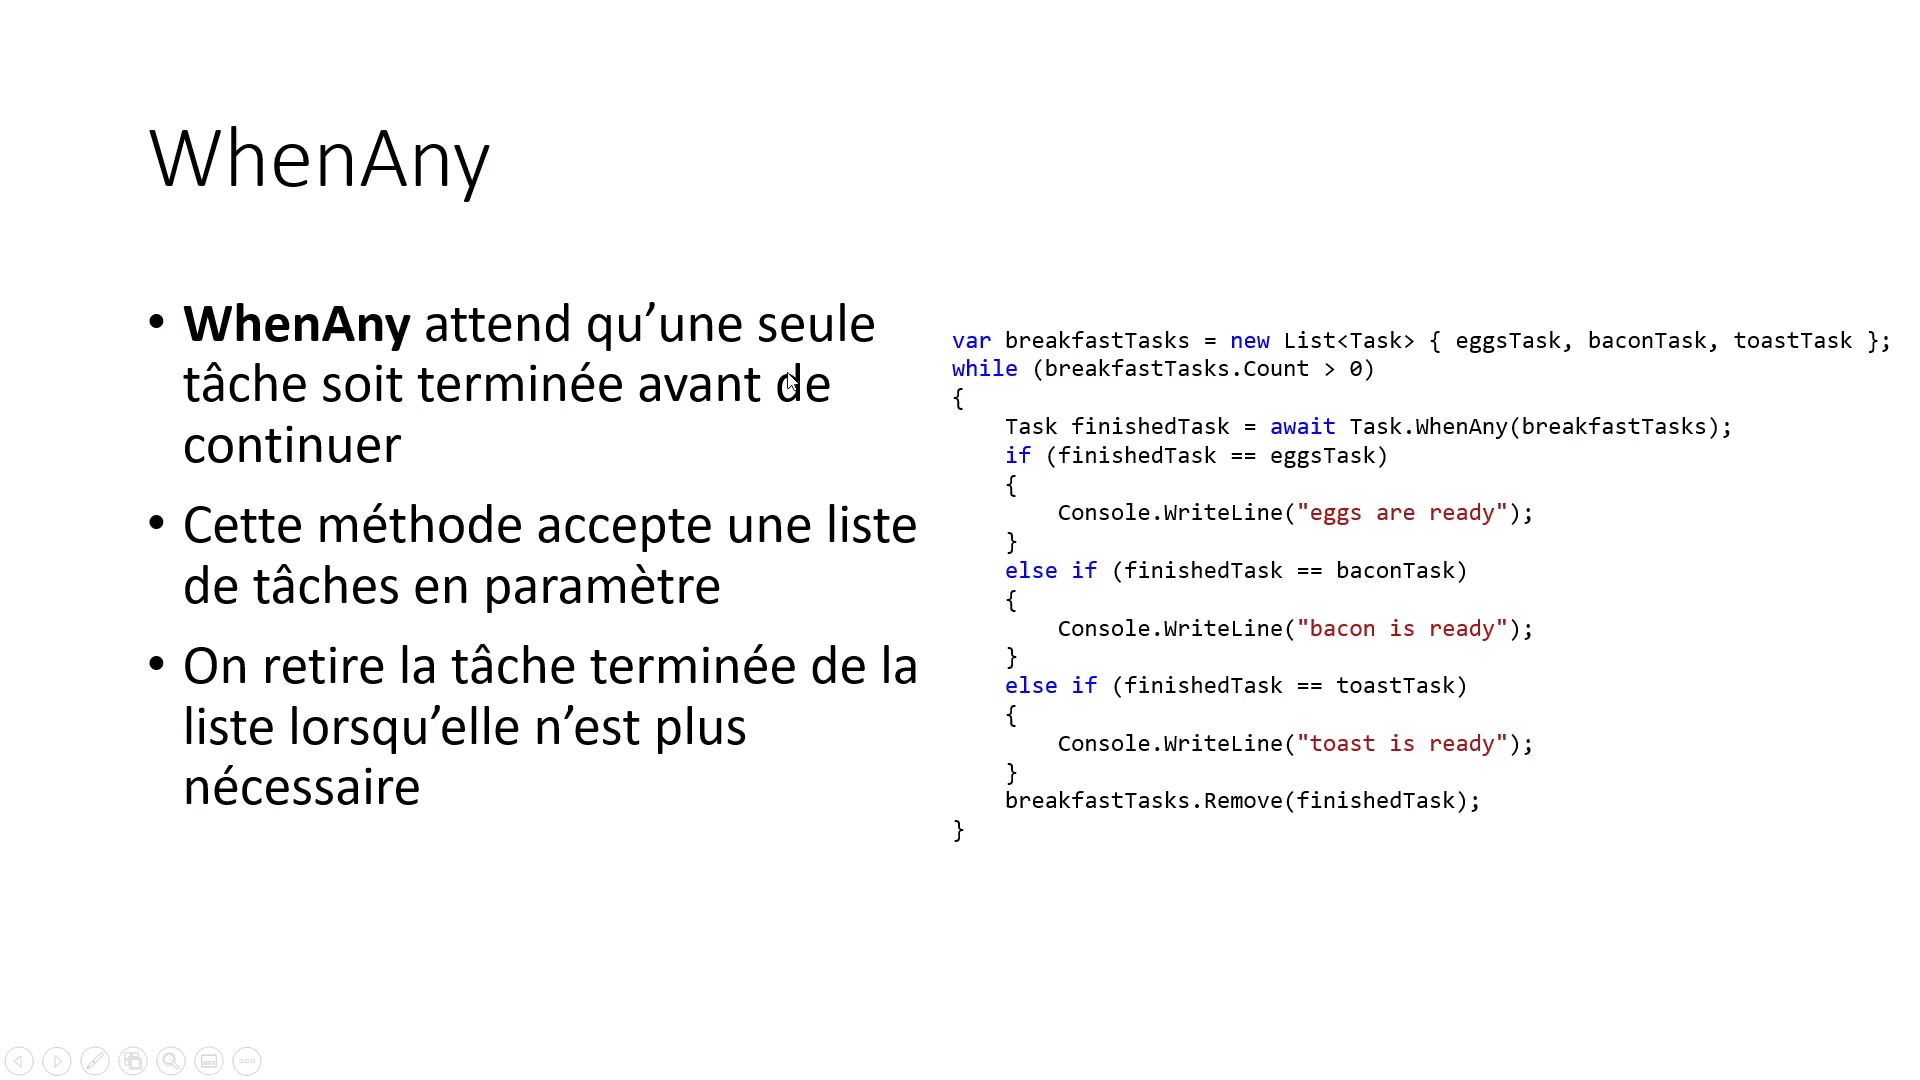 WhenAny
• WhenAny attend qu’une seule
tâche soit terminée avant de
continuer
• Cette méthode accepte une liste
de tâches en paramètre
• On retire la tâche terminée de la
liste lorsqu’elle n’est plus
nécessaire
var breakfastTasks = new List<Task> { eggsTask, baconTask, toastTask };
while (breakfastTasks.Count > 0)
{
    Task finishedTask = await Task.WhenAny(breakfastTasks);
    if (finishedTask == eggsTask)
    {
        Console.WriteLine("eggs are ready");
    }
    else if (finishedTask == baconTask)
    {
        Console.WriteLine("bacon is ready");
    }
    else if (finishedTask == toastTask)
    {
        Console.WriteLine("toast is ready");
    }
    breakfastTasks.Remove(finishedTask);
}